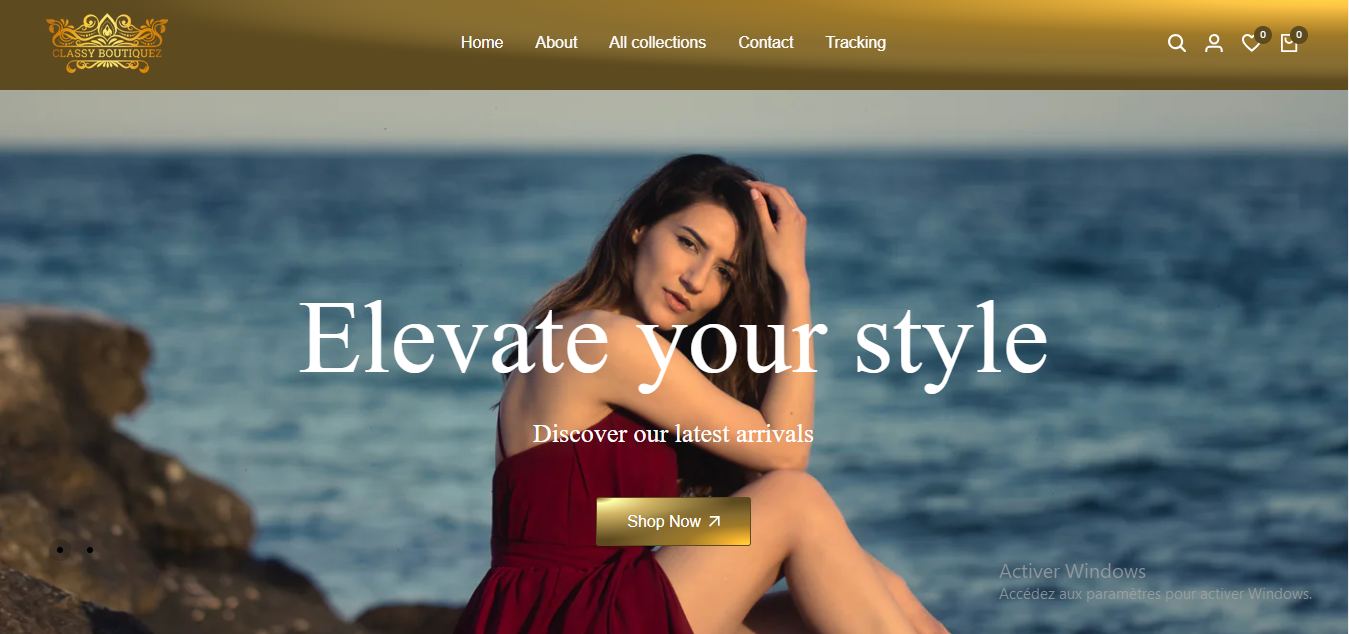 CLASSY BOUTIQUEZ
Home About All collections Contact Tracking
0 0
Elevate your style
Discover our latest arrivals
Shop Now
Activer Windows
Accédez aux paramètres pour activer Windows.